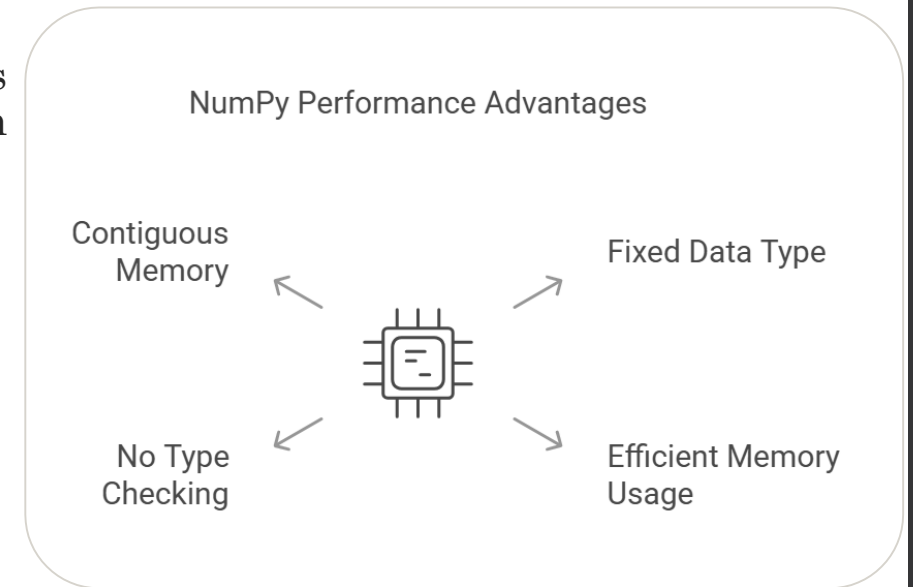 s
n
NumPy Performance Advantages
Contiguous
Memory
Fixed Data Type
No Type
Checking
Efficient Memory
Usage